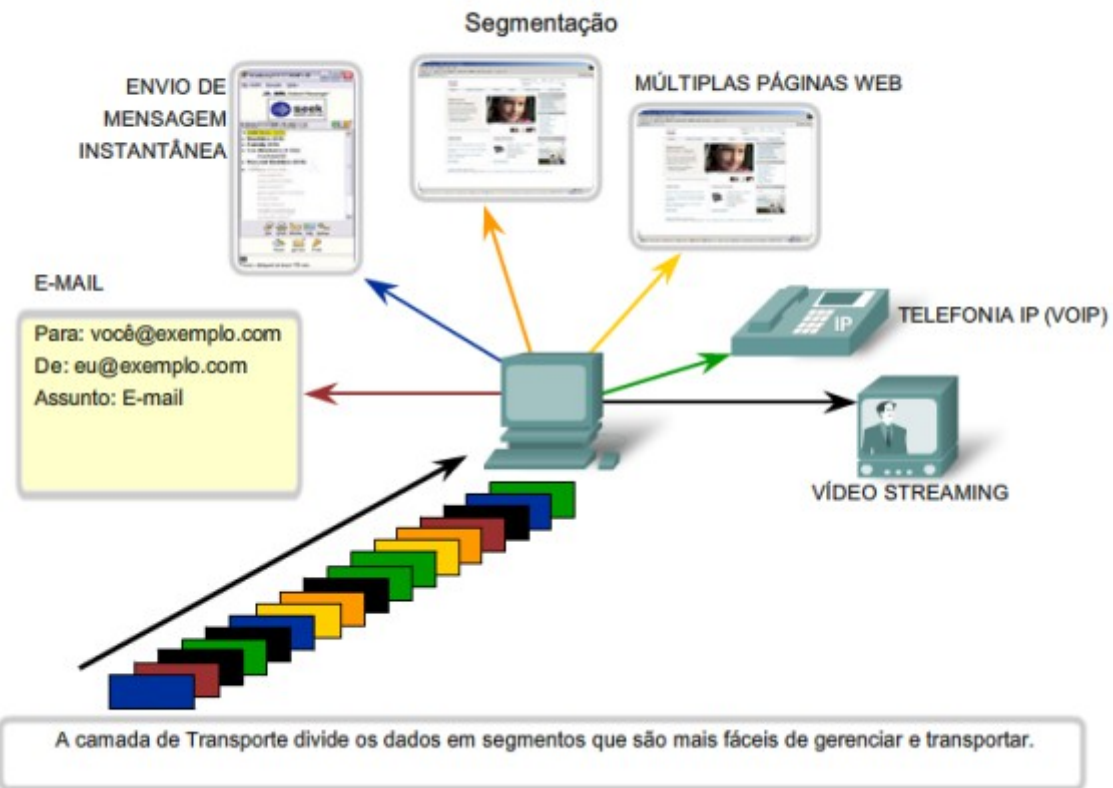 Segmentação
ENVIO DE
MENSAGEM
INSTANTÂNEA
MÚLTIPLAS PÁGINAS WEB
E-MAIL
Para: você@exemplo.com
De: eu@exemplo.com
Assunto: E-mail
IP
TELEFONIA IP (VOIP)
VÍDEO STREAMING
A camada de Transporte divide os dados em segmentos que são mais fáceis de gerenciar e transportar.